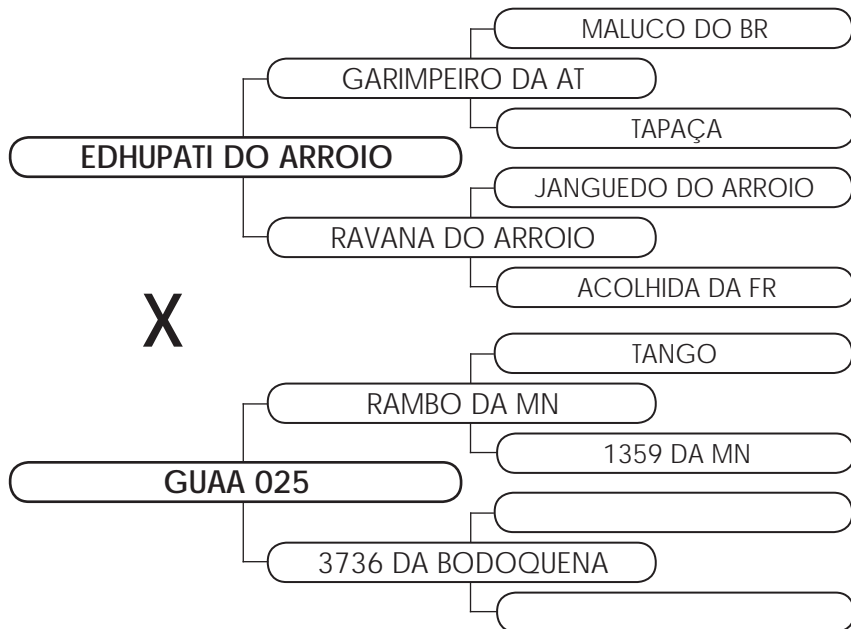 MALUCO DO BR
GARIMPEIRO DA AT
TAPAÇA
EDHUPATI DO ARROIO
JANGUEDO DO ARROIO
RAVANA DO ARROIO
ACOLHIDA DA FR
X
TANGO
RAMBO DA MN
1359 DA MN
GUAA 025
3736 DA BODOQUENA